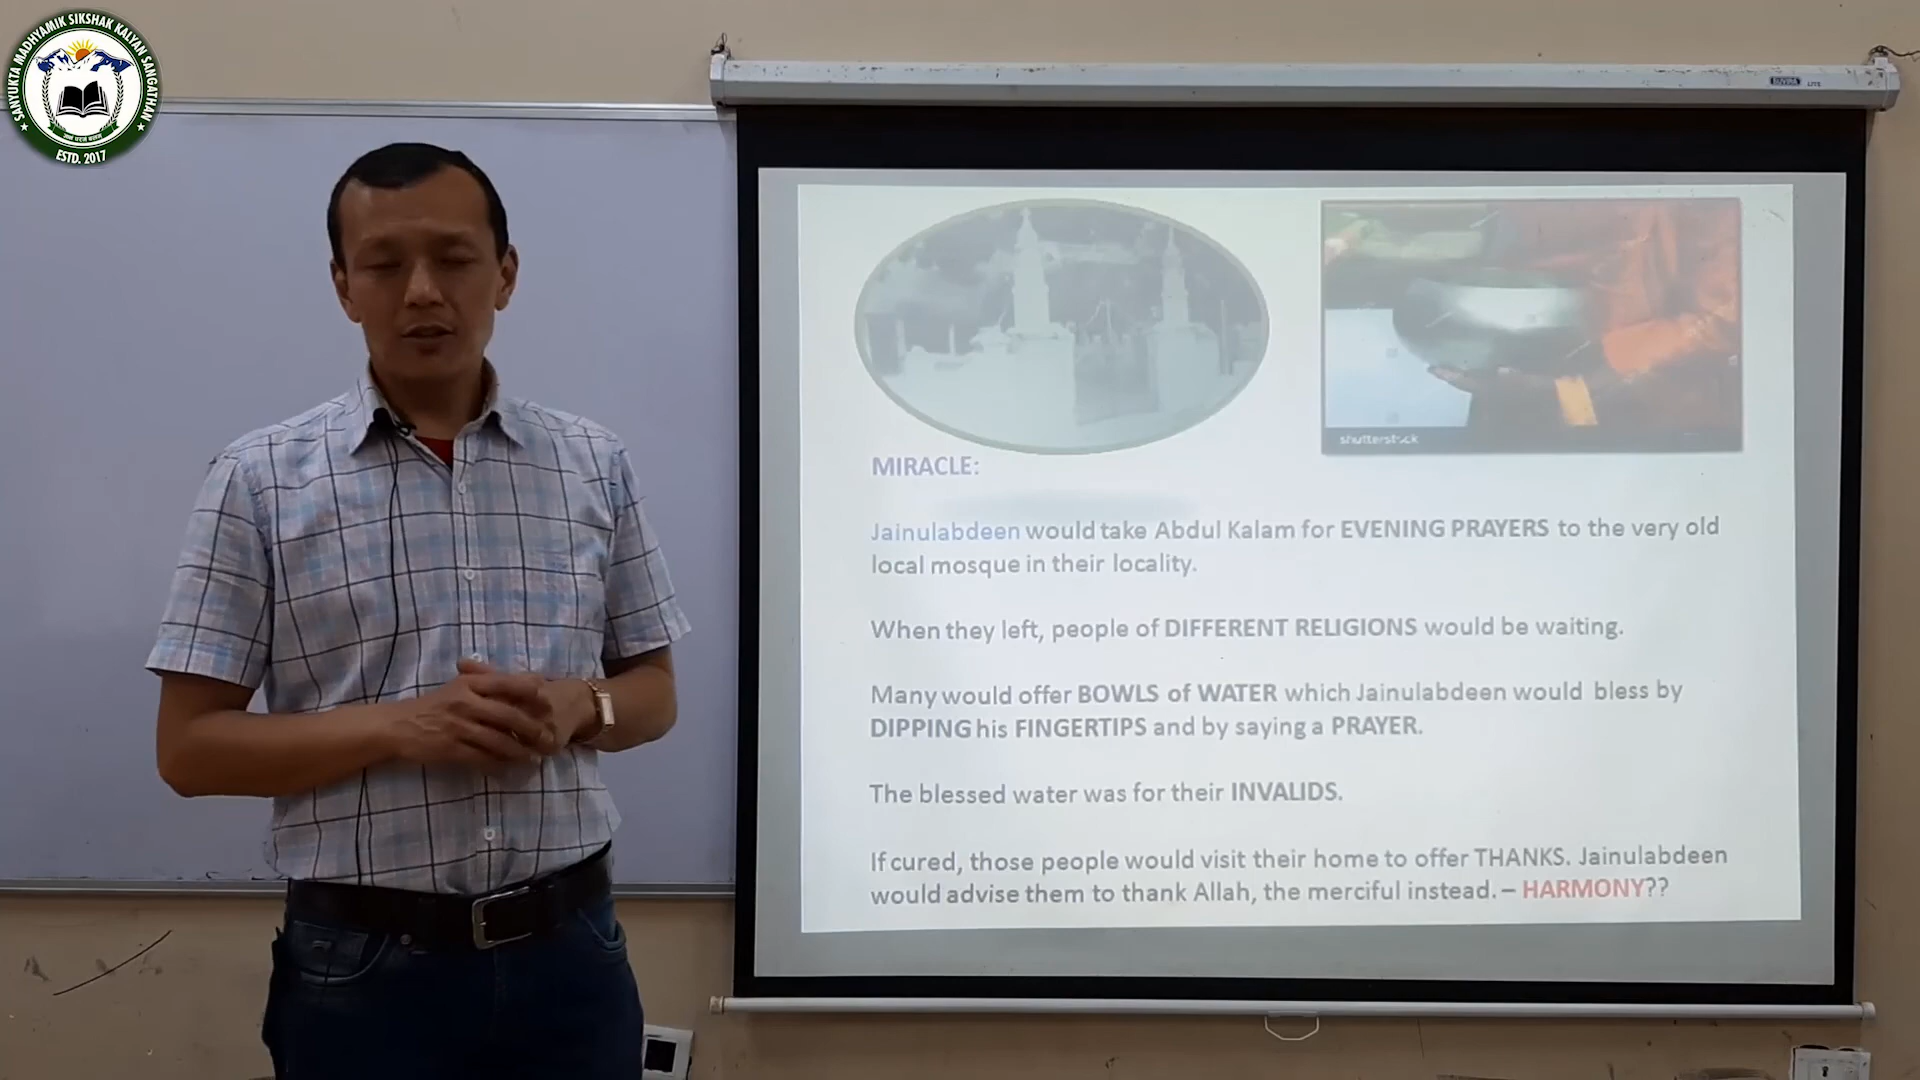 SANYUKTA MADHYAMIK SIKSHAK KALYAN SANGATHAN
ESTD. 2017
LITE
shutterstock
MIRACLE:
Jainulabdeen would take Abdul Kalam for EVENING PRAYERS to the very old
local mosque in their locality.
When they left, people of DIFFERENT RELIGIONS would be waiting.
Many would offer BOWLS of WATER which Jainulabdeen would bless by
DIPPING his FINGERTIPS and by saying a PRAYER.
The blessed water was for their INVALIDS.
If cured, those people would visit their home to offer THANKS. Jainulabdeen
would advise them to thank Allah, the merciful instead. – HARMONY??